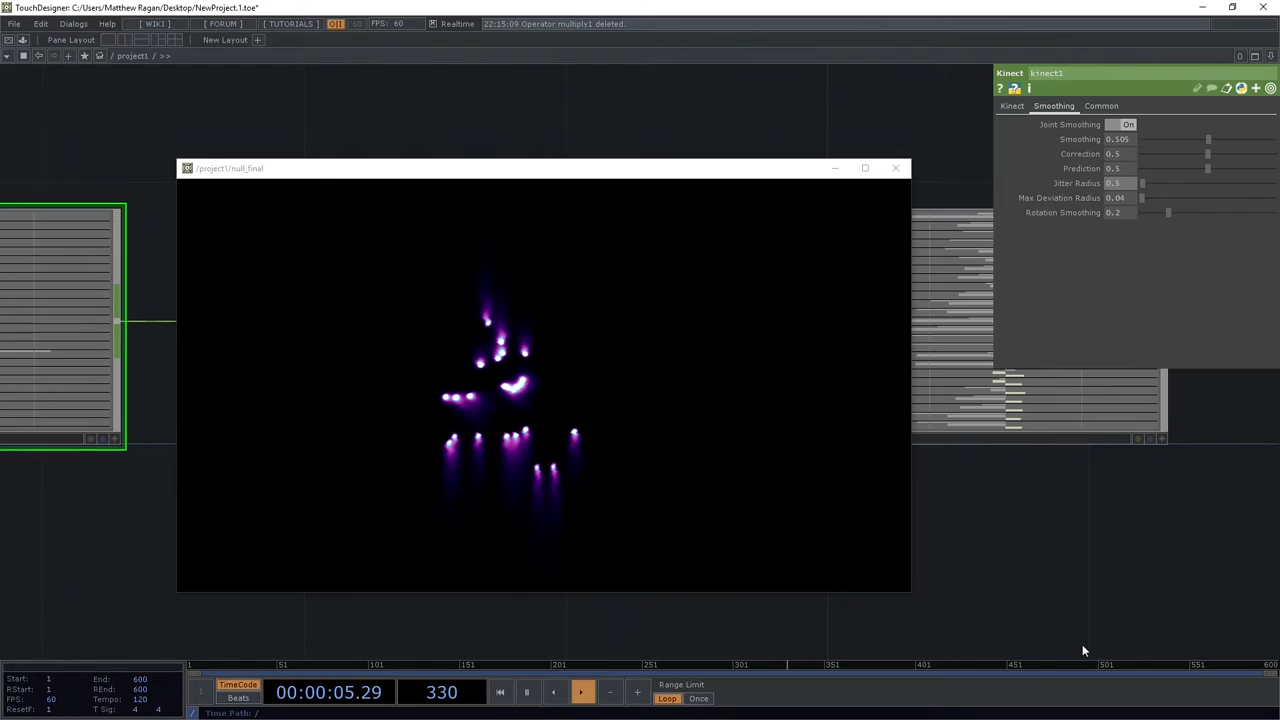 TouchDesigner: C:/Users/Matthew Ragan/Desktop/NewProject.1.toe*
File Edit Dialogs Help [ WIKI ] [ FORUM ] [ TUTORIALS ] O|I FPS: 60 60 Realtime 22:15:09 Operator multiply1 deleted.
Pane Layout New Layout +
/ project1 / >> 0
Kinect kinect1
? ? i
Kinect Smoothing Common
Joint Smoothing On
Smoothing 0.505
Correction 0.5
Prediction 0.5
Jitter Radius 0.5
Max Deviation Radius 0.04
Rotation Smoothing 0.2
/project1/null_final
1 51 101 151 201 251 301 351 401 451 501 551 600
Start: 1 End: 600
RStart: 1 REnd: 600
FPS: 60 Tempo: 120
ResetF: 1 T Sig: 4 4
TimeCode
Beats
00:00:05.29 330
Range Limit
Loop Once
/ Time Path: /